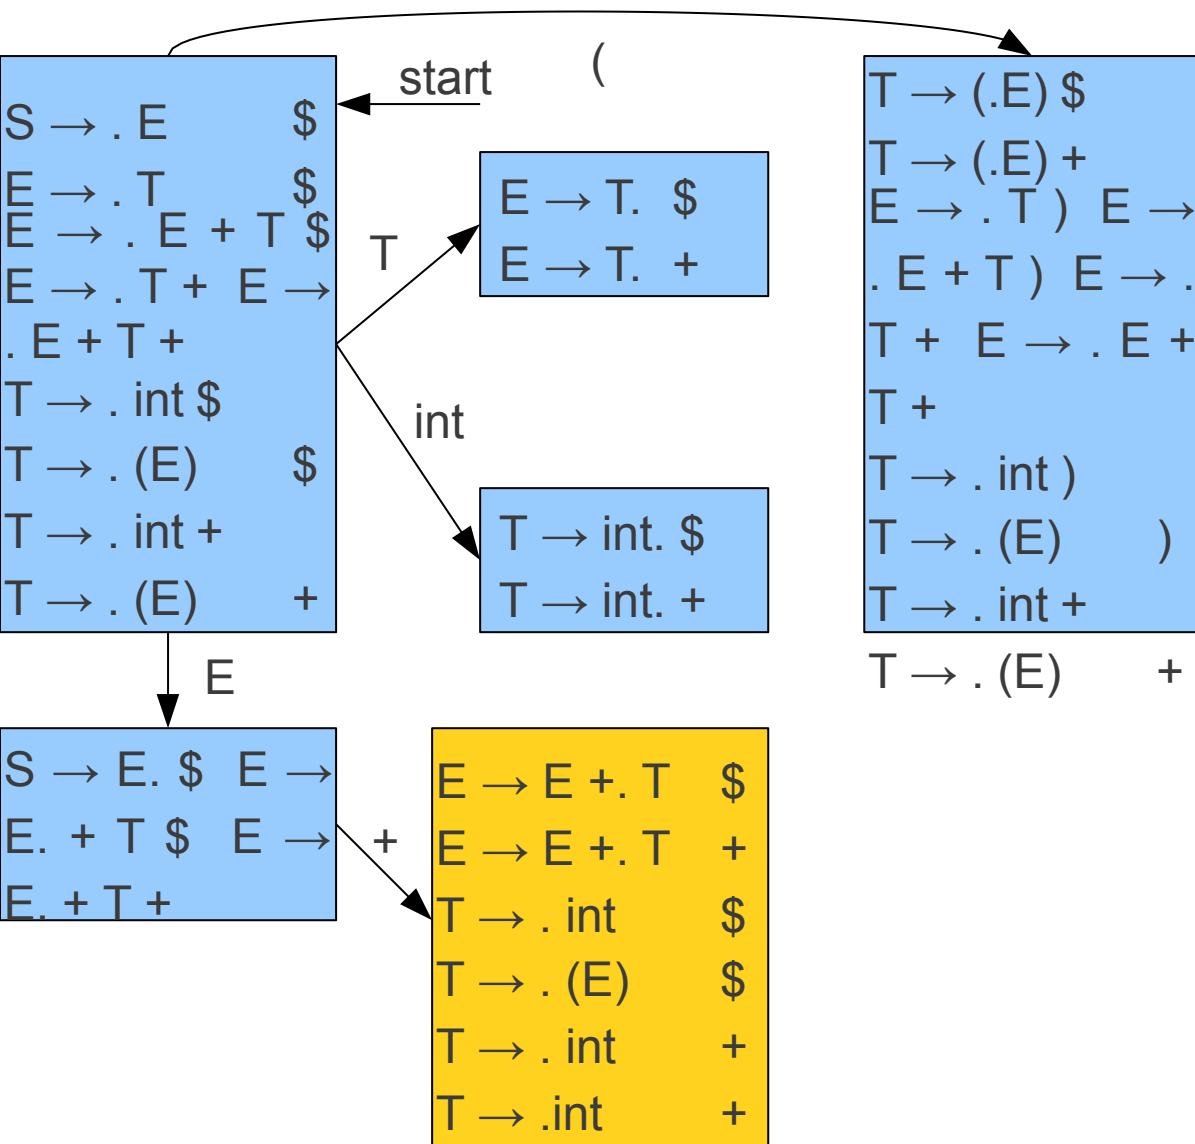 (
start
S → . E $
E → . T $
E → . E + T $
E → . T + E →
. E + T +
T → . int $
T → . (E) $
T → . int +
T → . (E) +
T
E → T. $
E → T. +
int
T → int. $
T → int. +
T → (.E) $
T → (.E) +
E → . T ) E →
. E + T ) E → .
T + E → . E +
T +
T → . int )
T → . (E) )
T → . int +
T → . (E) +
E
S → E. $ E →
E. + T $ E →
E. + T +
+
E → E +. T $
E → E +. T +
T → . int $
T → . (E) $
T → . int +
T → .int +